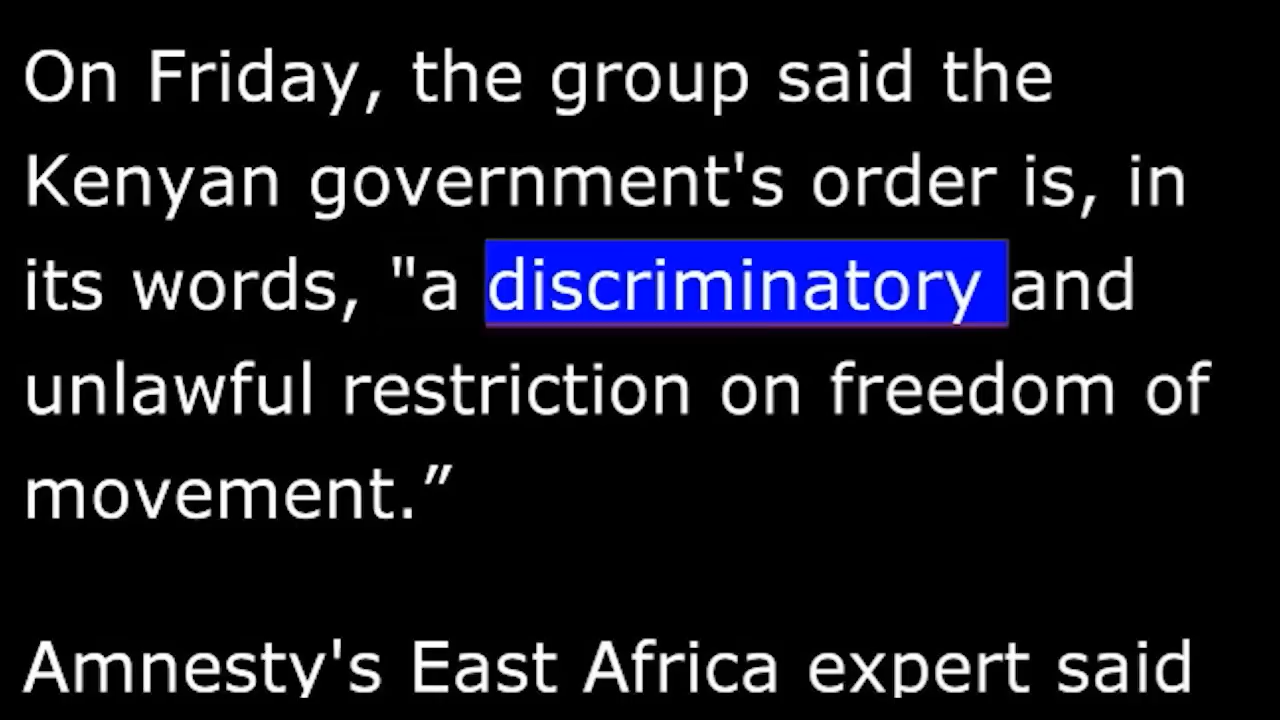 On Friday, the group said the
Kenyan government's order is, in
its words, "a discriminatory and
unlawful restriction on freedom of
movement.”
Amnesty's East Africa expert said